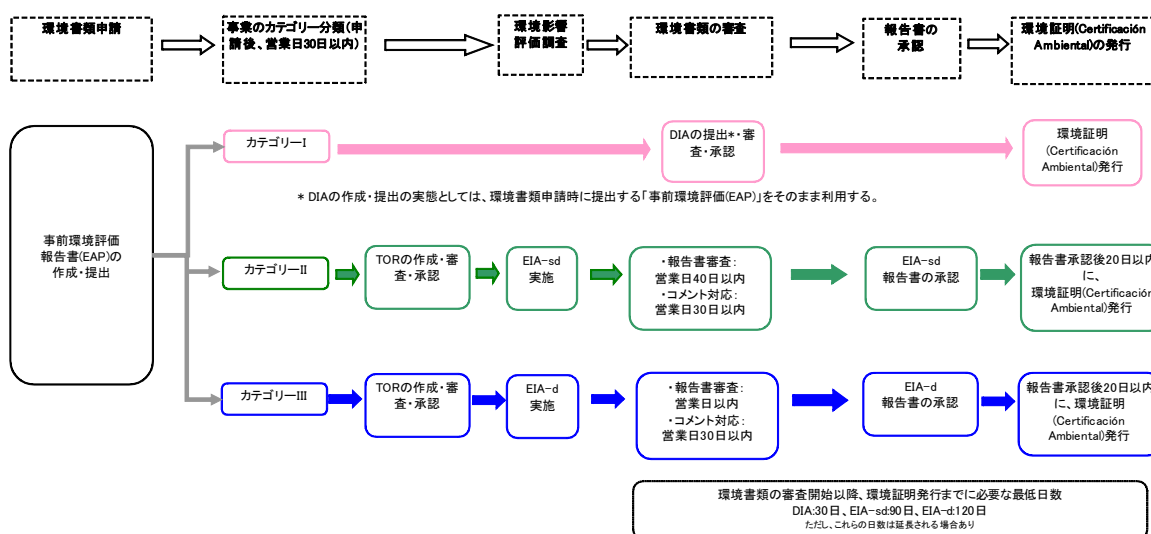 環境書類申請
事業のカテゴリー分類(申
請後、営業日30日以内)
環境影響
評価調査
環境書類の審査
報告書の
承認
環境証明(Certificación
Ambiental)の発行
事前環境評価
報告書(EAP)の
作成・提出
カテゴリーI
DIAの提出*・審
査・承認
環境証明
(Certificación
Ambiental)発行
* DIAの作成・提出の実態としては、環境書類申請時に提出する「事前環境評価(EAP)」をそのまま利用する。
カテゴリーII
TORの作成・審
査・承認
EIA-sd
実施
・報告書審査:
営業日40日以内
・コメント対応:
営業日30日以内
EIA-sd
報告書の承認
報告書承認後20日以内
に、
環境証明(Certificación
Ambiental)発行
カテゴリーIII
TORの作成・審
査・承認
EIA-d
実施
・報告書審査:
営業日以内
・コメント対応:
営業日30日以内
EIA-d
報告書の承認
報告書承認後20日以内
に、環境証明
(Certificación
Ambiental)発行
環境書類の審査開始以降、環境証明発行までに必要な最低日数
DIA:30日、EIA-sd:90日、EIA-d:120日
ただし、これらの日数は延長される場合あり